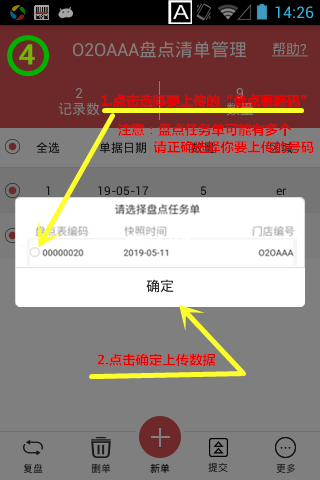 A 14:26
4 O2OAAA盘点清单管理 帮助?
2 9
记录数 数量
1.点击选择要上传的“盘点表编码”
注意：盘点任务单可能有多个
请正确选择你要上传的号码
全选 单据日期
1 19-05-17 5 er
请选择盘点任务单
盘点表编码 快照时间 门店编号
00000020 2019-05-11 O2OAAA
确定
2.点击确定上传数据
复盘 删单 新单 提交 更多